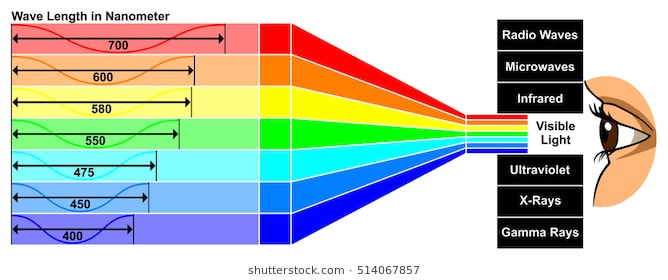 Wave Length in Nanometer
700
600
580
550
475
450
400
Radio Waves
Microwaves
Infrared
Visible
Light
Ultraviolet
X-Rays
Gamma Rays
shutterstock.com · 514067857